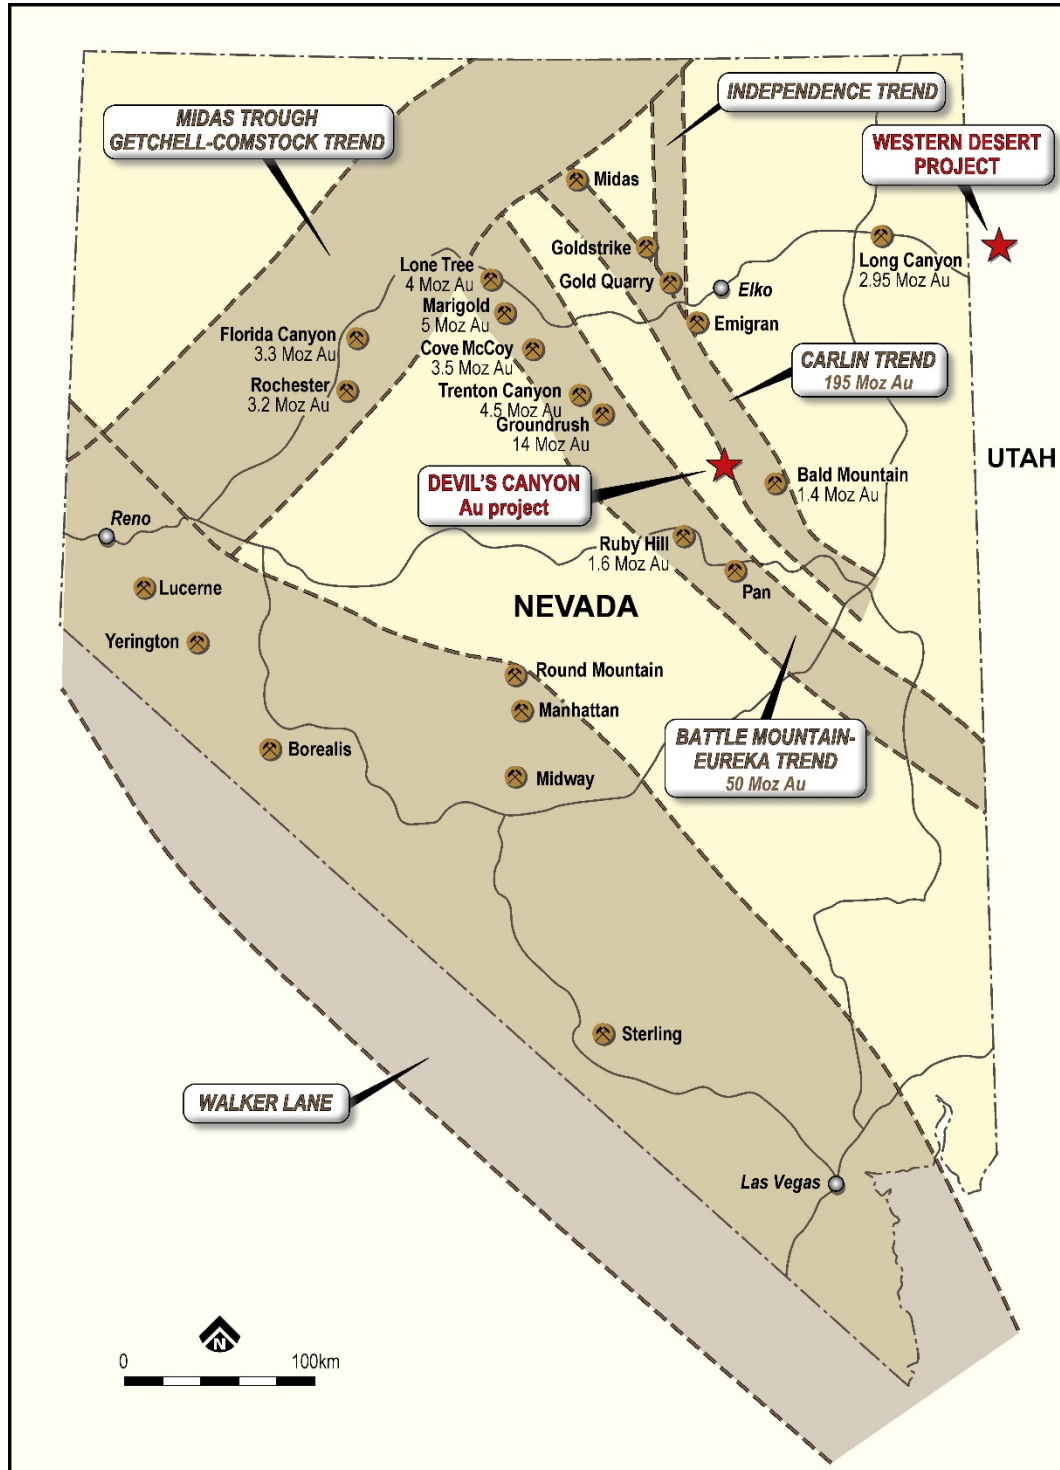 MIDAS TROUGH
GETCHELL-COMSTOCK TREND
INDEPENDENCE TREND
WESTERN DESERT
PROJECT
Midas
Goldstrike
Gold Quarry
Elko
Emigran
Long Canyon
2.95 Moz Au
Lone Tree
4 Moz Au
Marigold
5 Moz Au
Cove McCoy
3.5 Moz Au
Florida Canyon
3.3 Moz Au
Rochester
3.2 Moz Au
Trenton Canyon
4.5 Moz Au
Groundrush
14 Moz Au
CARLIN TREND
195 Moz Au
UTAH
DEVIL'S CANYON
Au project
Bald Mountain
1.4 Moz Au
Reno
Ruby Hill
1.6 Moz Au
Pan
Lucerne
NEVADA
Yerington
Round Mountain
Manhattan
Borealis
Midway
BATTLE MOUNTAIN-
EUREKA TREND
50 Moz Au
Sterling
WALKER LANE
Las Vegas
N
0 100km